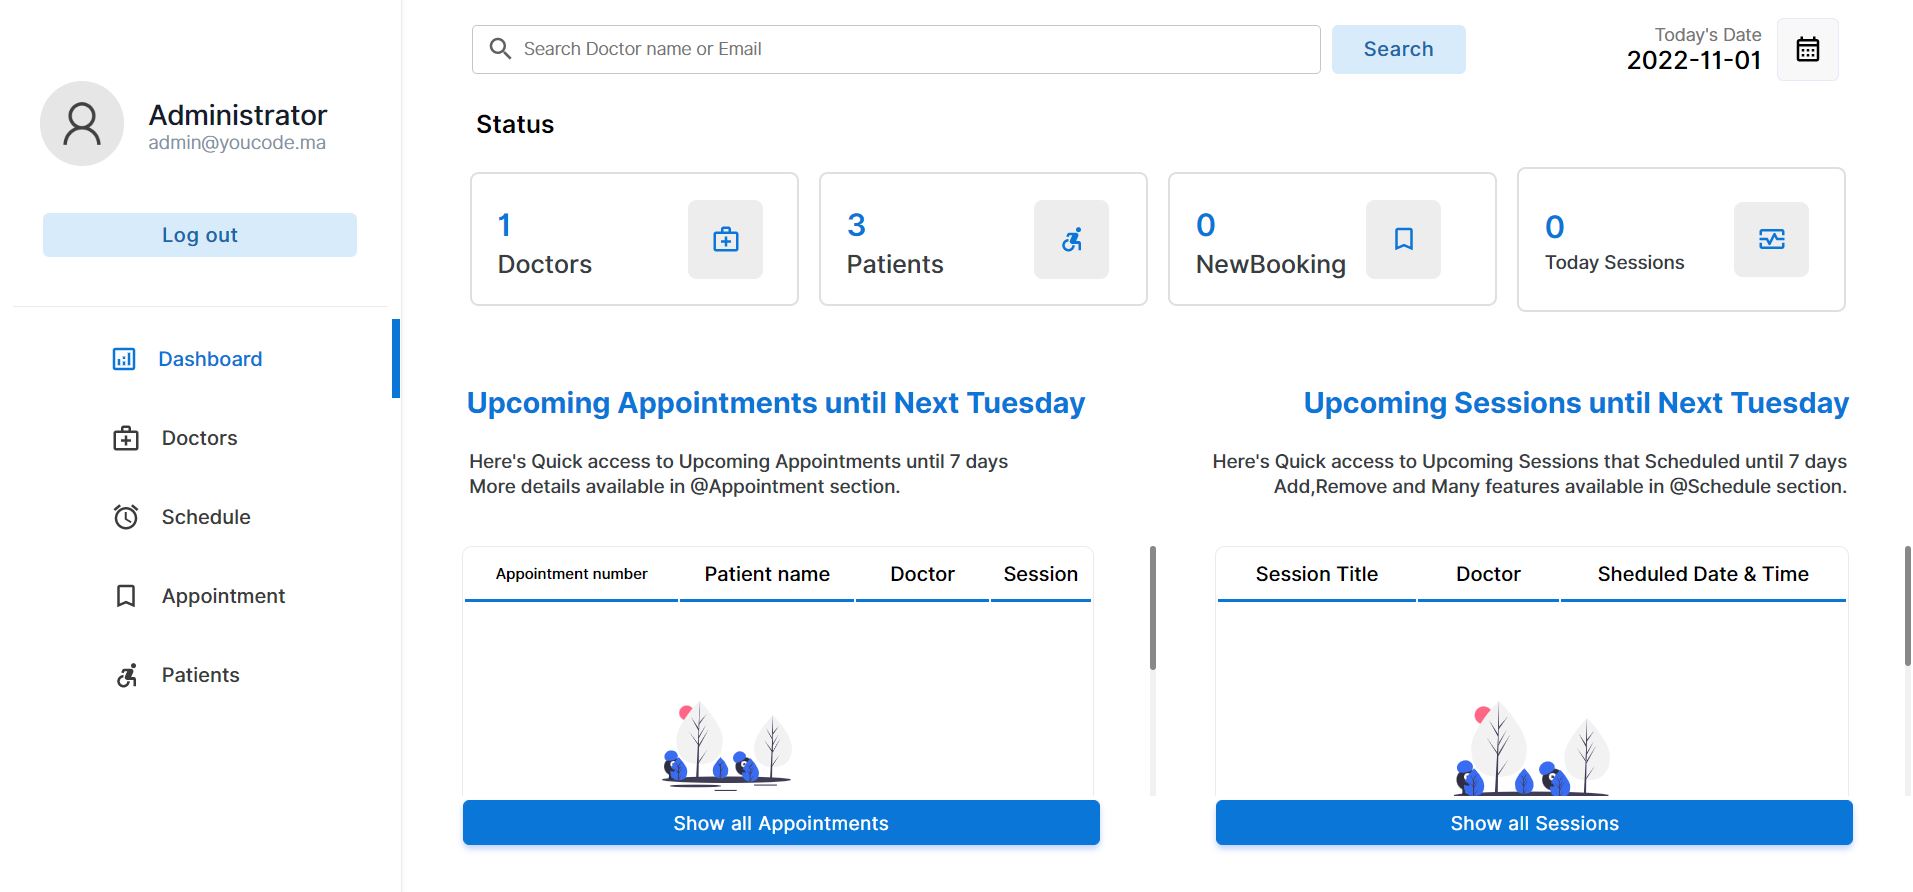 Administrator
admin@youcode.ma
Log out
Dashboard
Doctors
Schedule
Appointment
Patients
Search Doctor name or Email
Search
Today's Date
2022-11-01
Status
1
Doctors
3
Patients
0
NewBooking
0
Today Sessions
Upcoming Appointments until Next Tuesday
Here's Quick access to Upcoming Appointments until 7 days
More details available in @Appointment section.
Appointment number Patient name Doctor Session
Show all Appointments
Upcoming Sessions until Next Tuesday
Here's Quick access to Upcoming Sessions that Scheduled until 7 days
Add,Remove and Many features available in @Schedule section.
Session Title Doctor Sheduled Date & Time
Show all Sessions